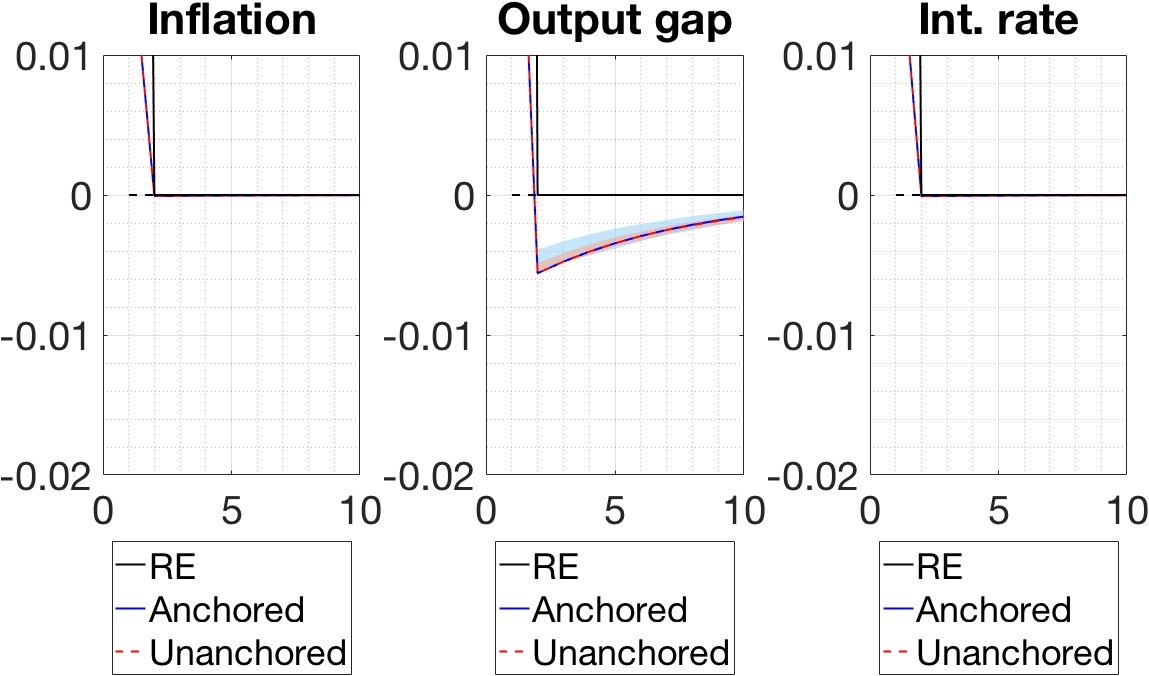 Inflation
0.01
0
-0.01
-0.02
0 5 10
RE
Anchored
Unanchored
Output gap
0.01
0
-0.01
-0.02
0 5 10
RE
Anchored
Unanchored
Int. rate
0.01
0
-0.01
-0.02
0 5 10
RE
Anchored
Unanchored